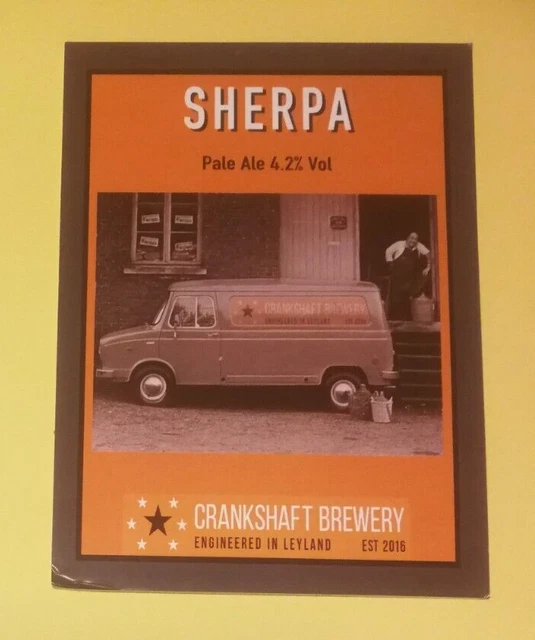 SHERPA
Pale Ale 4.2% Vol
CRANKSHAFT BREWERY
ENGINEERED IN LEYLAND EST 2016
CRANKSHAFT BREWERY
ENGINEERED IN LEYLAND EST 2016